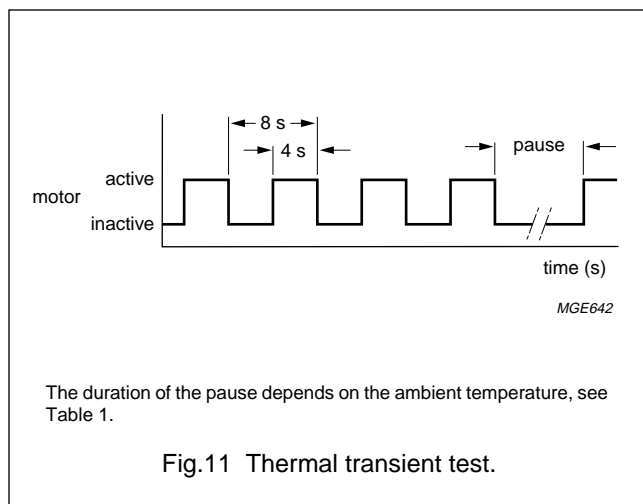 8 s
4 s
pause
active
motor
inactive
time (s)
MGE642
The duration of the pause depends on the ambient temperature, see
Table 1.
Fig.11 Thermal transient test.